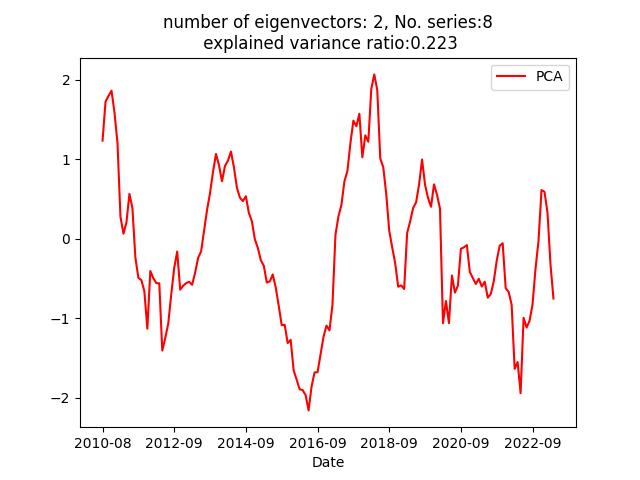 number of eigenvectors: 2, No. series:8
explained variance ratio:0.223
PCA
2
1
0
−1
−2
2010-08 2012-09 2014-09 2016-09 2018-09 2020-09 2022-09
Date